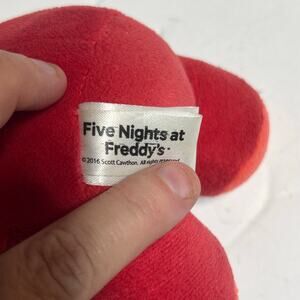 Five Nights at
Freddy's
© 2016 Scott Cawthon. All rights reserved